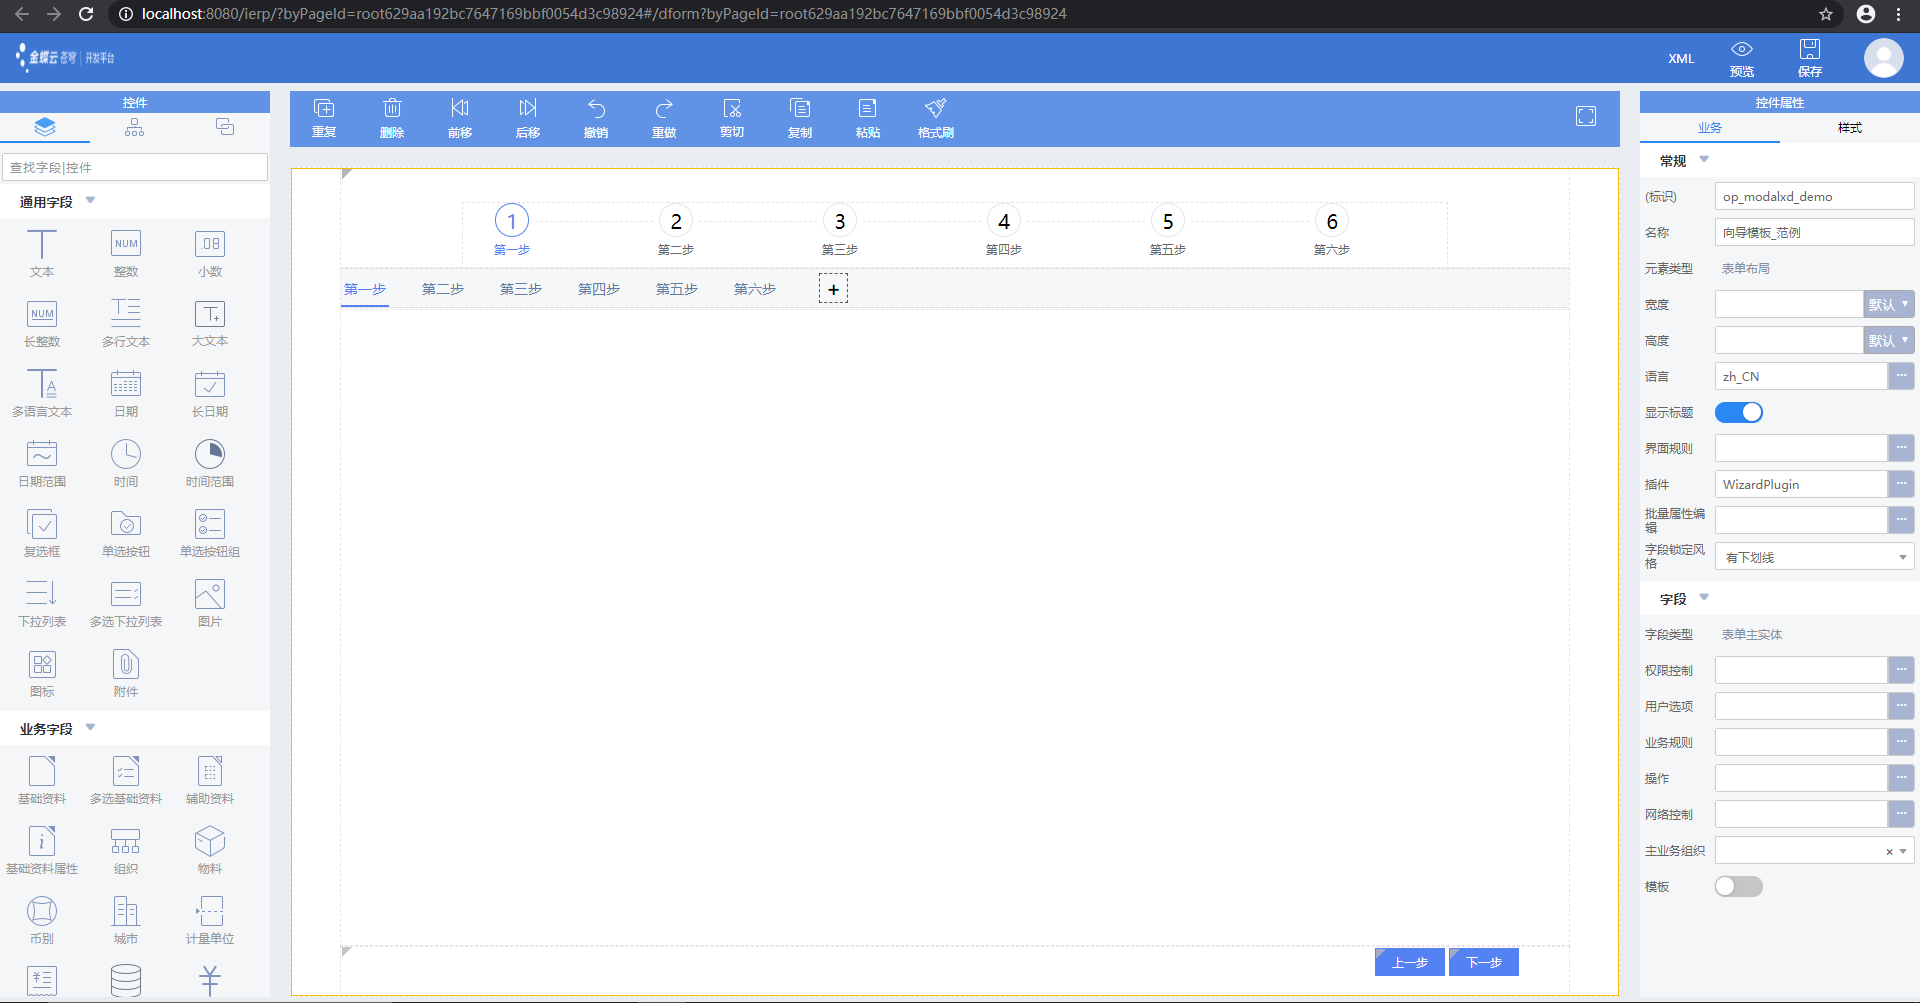 localhost:8080/ierp/?byPageId=root629aa192bc7647169bbf0054d3c98924#/dform?byPageId=root629aa192bc7647169bbf0054d3c98924
金蝶云 苍穹 | 开发平台
XML
预览
保存
控件
查找字段|控件
通用字段
NUM
.08
文本
整数
小数
NUM
长整数
多行文本
大文本
多语言文本
日期
长日期
日期范围
时间
时间范围
复选框
单选按钮
单选按钮组
下拉列表
多选下拉列表
图片
图标
附件
业务字段
基础资料
多选基础资料
辅助资料
基础资料属性
组织
物料
币别
城市
计量单位
重复
删除
前移
后移
撤销
重做
剪切
复制
粘贴
格式刷
1 2 3 4 5 6
第一步 第二步 第三步 第四步 第五步 第六步
第一步 第二步 第三步 第四步 第五步 第六步 +
上一步 下一步
控件属性
业务 样式
常规
(标识) op_modalxd_demo
名称 向导模板_范例
元素类型 表单布局
宽度 默认
高度 默认
语言 zh_CN ...
显示标题
界面规则 ...
插件 WizardPlugin ...
批量属性编
辑 ...
字段锁定风
格 有下划线
字段
字段类型 表单主实体
权限控制 ...
用户选项 ...
业务规则 ...
操作 ...
网络控制 ...
主业务组织 ×
模板